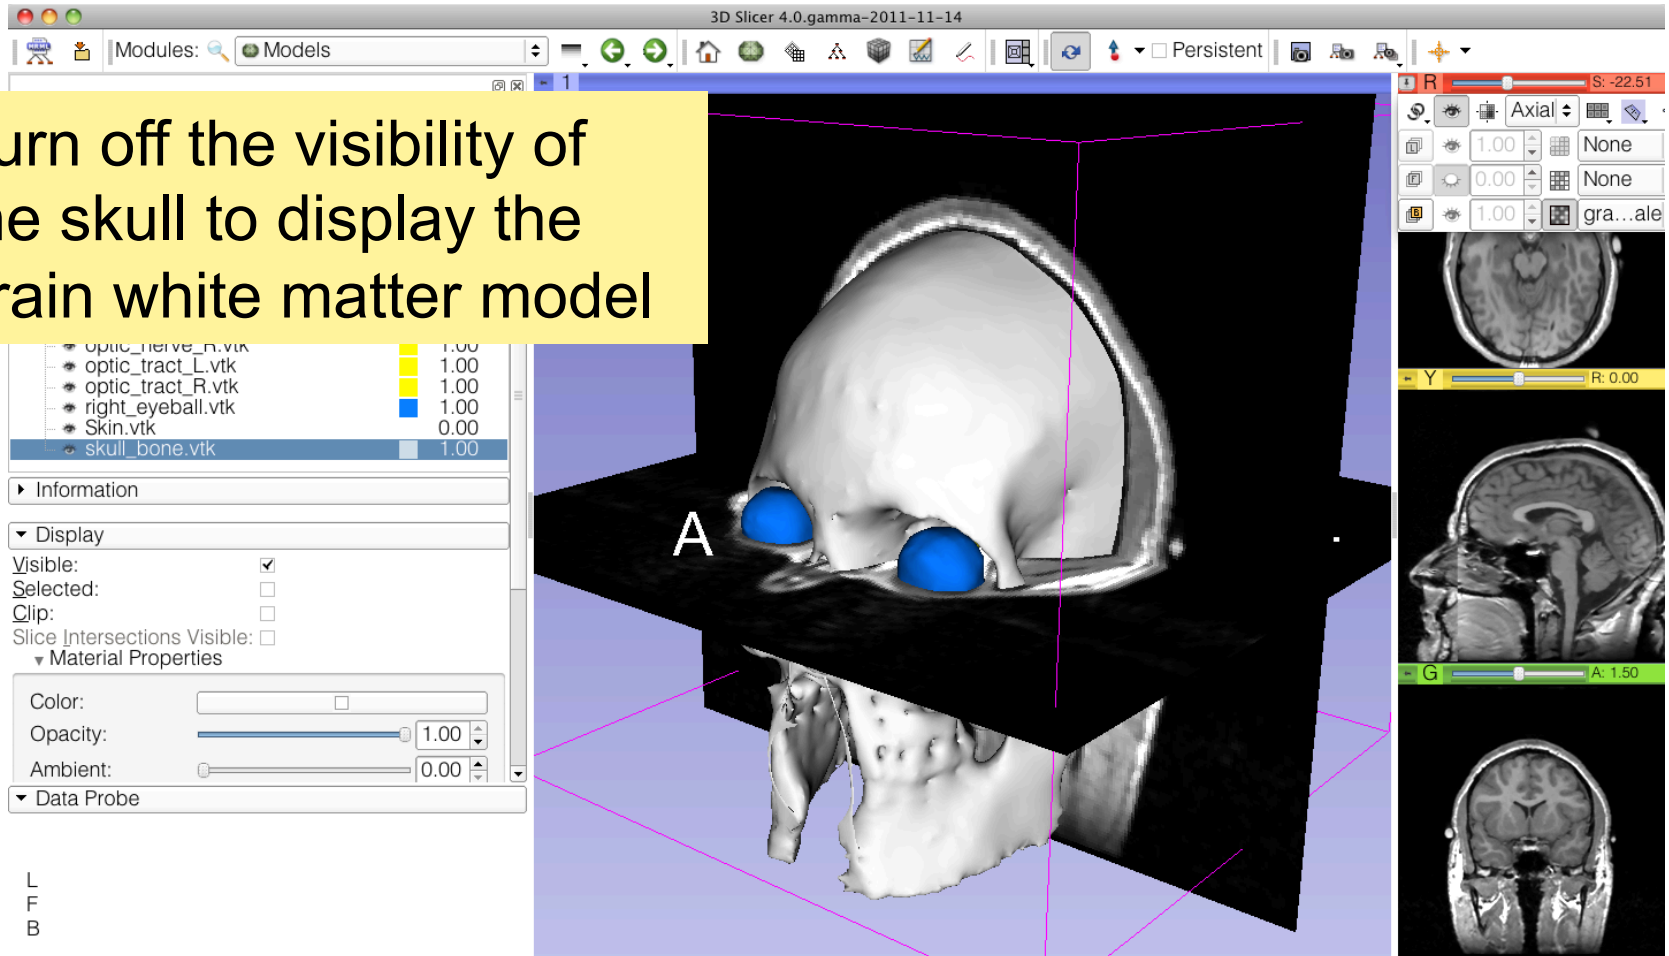 3D Slicer 4.0.gamma-2011-11-14
Modules: Models Persistent
1
R S: -22.51
Axial
1.00 None
0.00 None
B 1.00 gra...ale
urn off the visibility of
e skull to display the
rain white matter model
optic_nerve_R.vtk 1.00
optic_tract_L.vtk 1.00
optic_tract_R.vtk 1.00
right_eyeball.vtk 1.00
Skin.vtk 0.00
skull_bone.vtk 1.00
Information
Display
Visible:
Selected:
Clip:
Slice Intersections Visible:
Material Properties
Color:
Opacity: 1.00
Ambient: 0.00
Data Probe
L
F
B
A
Y R: 0.00
G A: 1.50